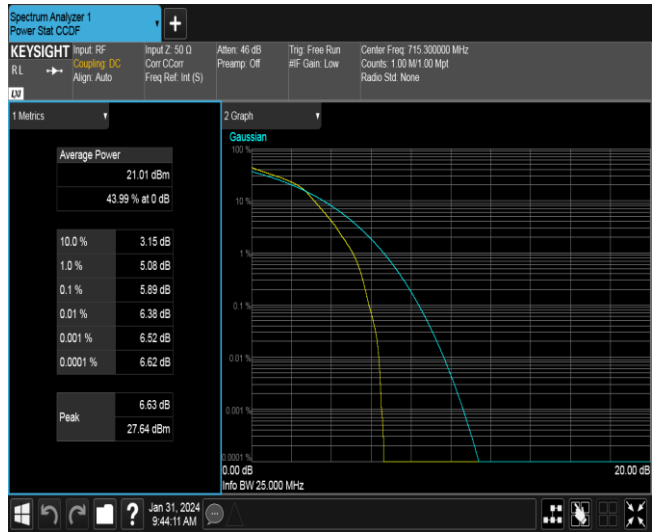 Spectrum Analyzer 1
Power Stat CCDF
+
KEYSIGHT
RL
LXI
Input: RF
Coupling: DC
Align: Auto
Input Z: 50 Ω
Corr CCorr
Freq Ref: Int (S)
Atten: 46 dB
Preamp: Off
Trig: Free Run
#IF Gain: Low
Center Freq: 715.300000 MHz
Counts: 1.00 M/1.00 Mpt
Radio Std: None
1 Metrics
Average Power
21.01 dBm
43.99 % at 0 dB
10.0 % 3.15 dB
1.0 % 5.08 dB
0.1 % 5.89 dB
0.01 % 6.38 dB
0.001 % 6.52 dB
0.0001 % 6.62 dB
Peak
6.63 dB
27.64 dBm
2 Graph
Gaussian
100 %
10 %
1 %
0.1 %
0.01 %
0.001 %
0.0001 %
0.00 dB
20.00 dB
Info BW 25.000 MHz
?
Jan 31, 2024
9:44:11 AM